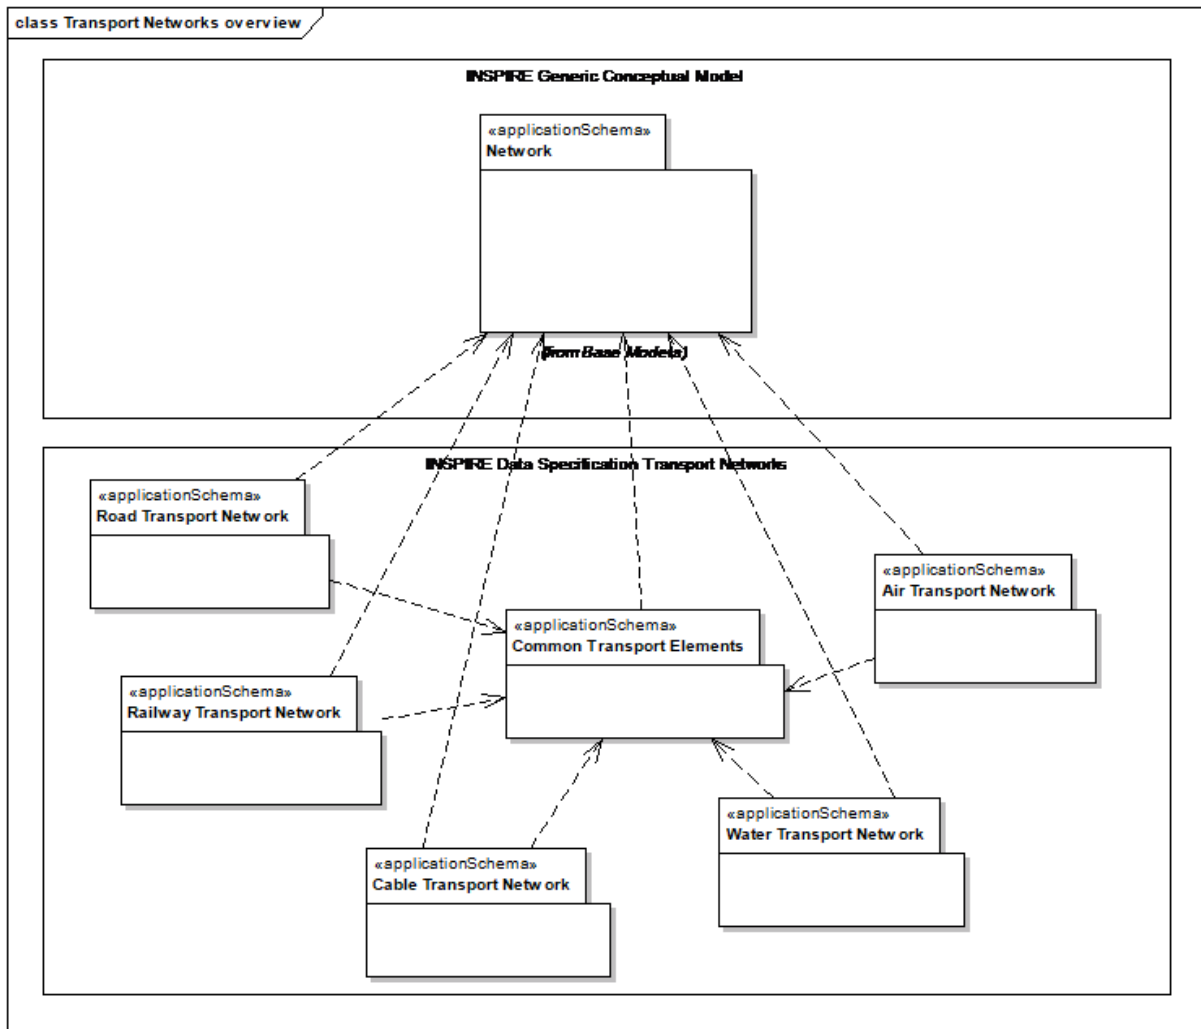 class Transport Networks overview
INSPIRE Generic Conceptual Model
«applicationSchema»
Network
(from Base Models)
INSPIRE Data Specification Transport Networks
«applicationSchema»
Road Transport Network
«applicationSchema»
Air Transport Network
«applicationSchema»
Common Transport Elements
«applicationSchema»
Railway Transport Network
«applicationSchema»
Water Transport Network
«applicationSchema»
Cable Transport Network